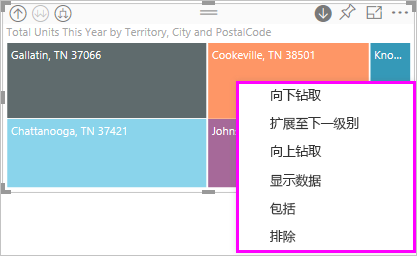 Total Units This Year by Territory, City and PostalCode
Gallatin, TN 37066
Cookeville, TN 38501
Kno...
Chattanooga, TN 37421
John
向下钻取
扩展至下一级别
向上钻取
显示数据
包括
排除